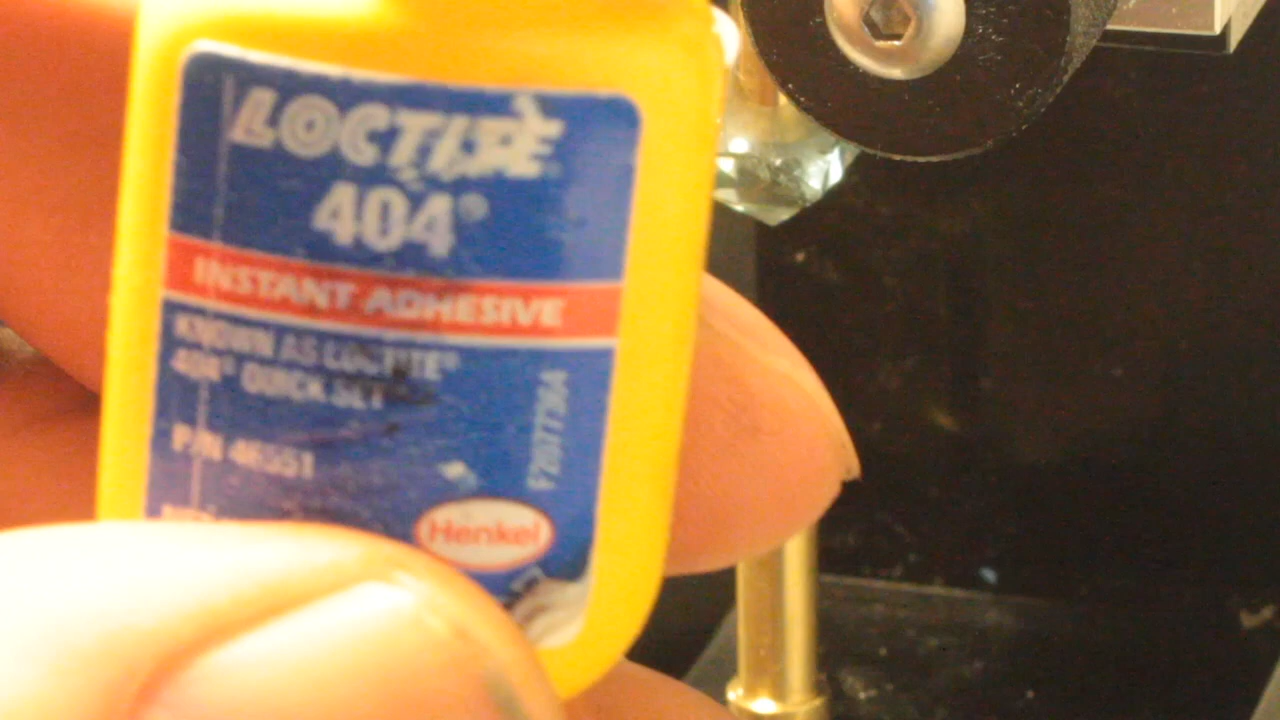 LOCTITE
404®
INSTANT ADHESIVE
KNOWN AS LOCTITE®
404® QUICK SET
P/N 46551
Henkel